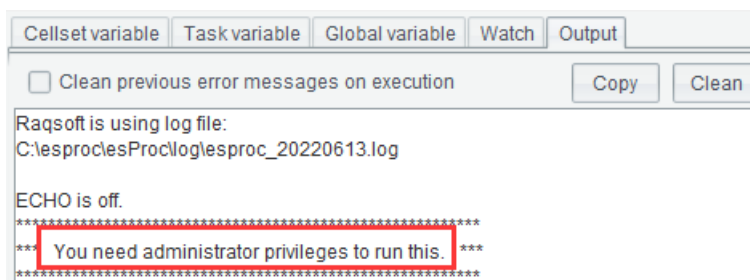 Cellset variable Task variable Global variable Watch Output
Clean previous error messages on execution Copy Clean
Raqsoft is using log file:
C:\esproc\esProc\log\esproc_20220613.log
ECHO is off.
**********************************************************
*** You need administrator privileges to run this. ***
**********************************************************